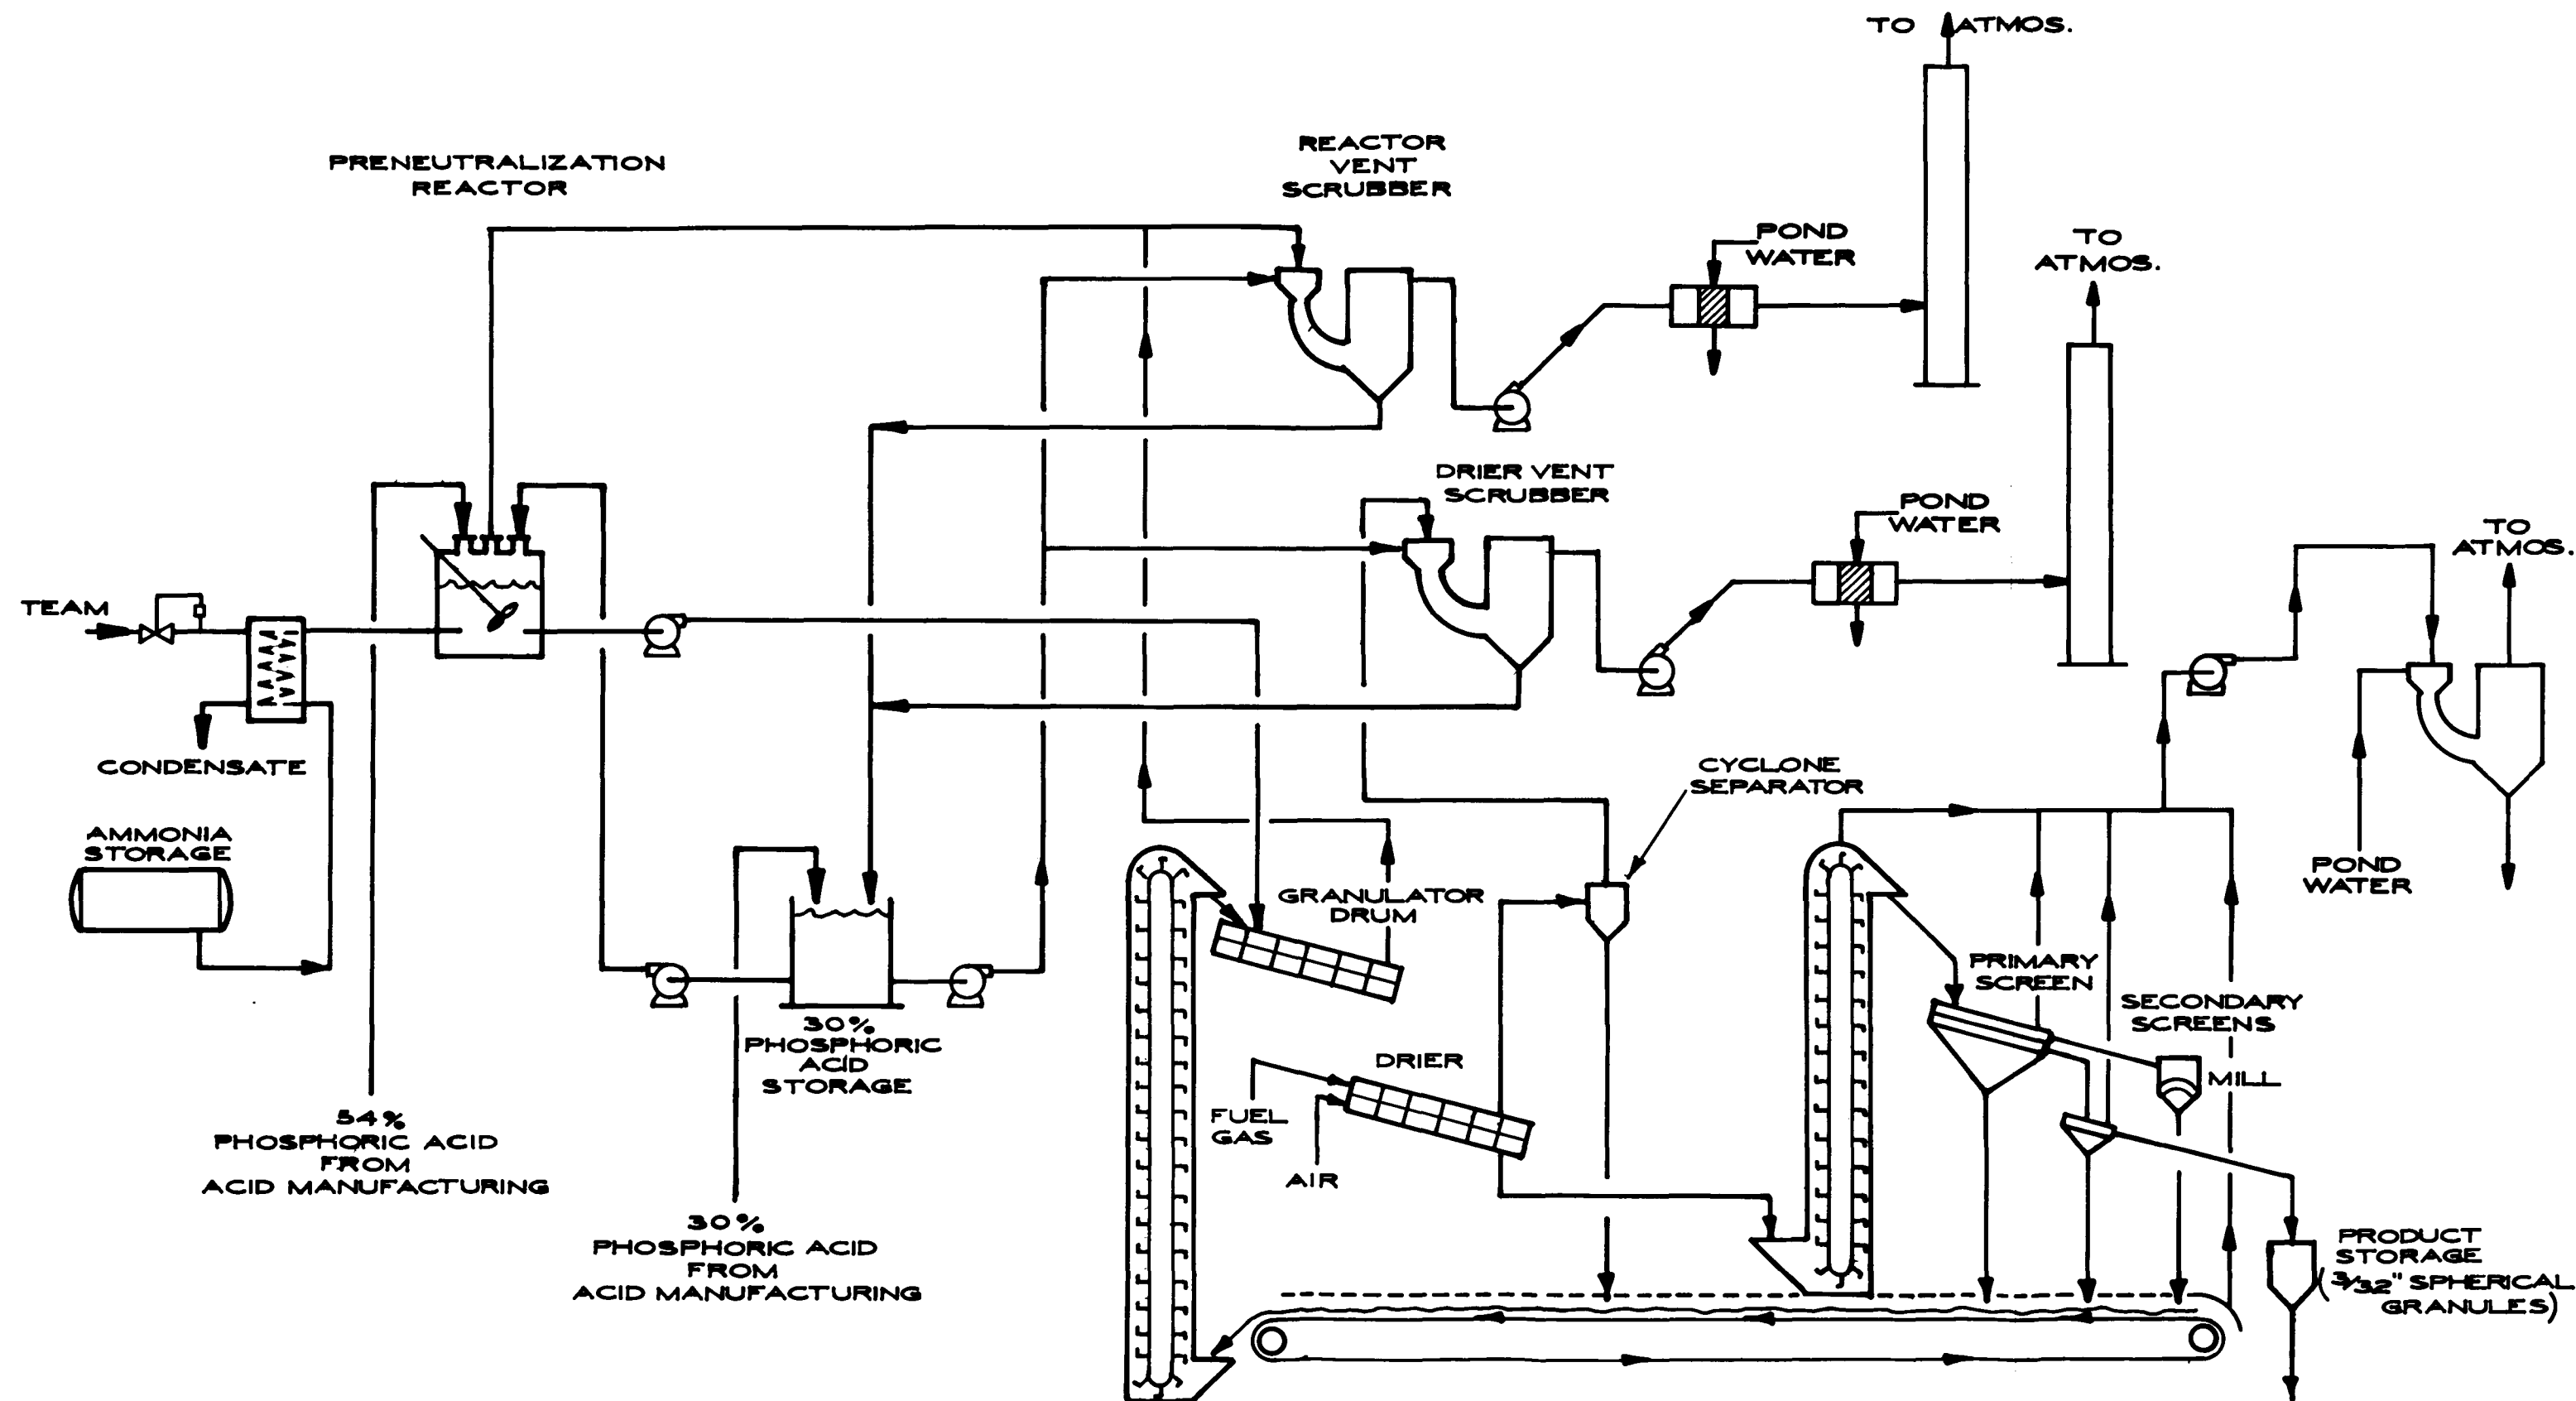 TO ATMOS.
REACTOR
VENT
SCRUBBER
PRENEUTRALIZATION
REACTOR
POND
WATER
TO
ATMOS.
DRIER VENT
SCRUBBER
POND
WATER
TO
ATMOS.
TEAM
CONDENSATE
CYCLONE
SEPARATOR
AMMONIA
STORAGE
POND
WATER
GRANULATOR
DRUM
PRIMARY
SCREEN
SECONDARY
SCREENS
30%
PHOSPHORIC
ACID
STORAGE
DRIER
MILL
FUEL
GAS
AIR
54%
PHOSPHORIC ACID
FROM
ACID MANUFACTURING
30%
PHOSPHORIC ACID
FROM
ACID MANUFACTURING
PRODUCT
STORAGE
(3/32" SPHERICAL
GRANULES)